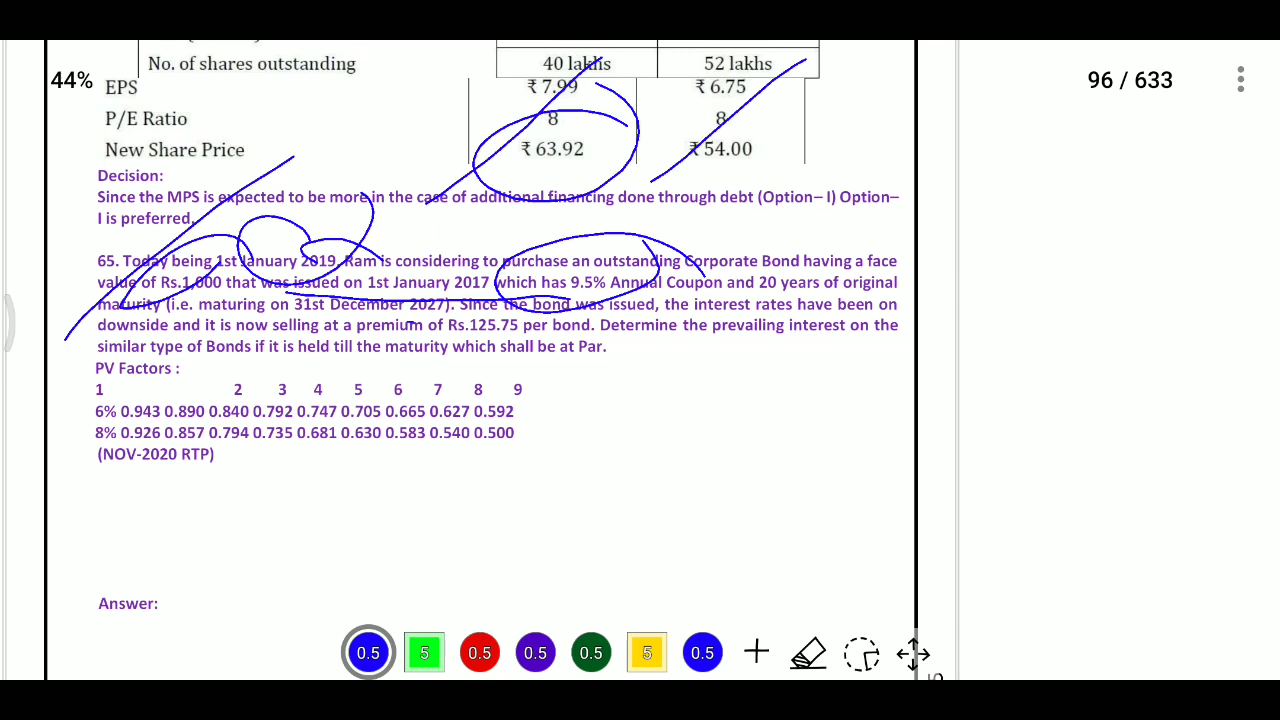 No. of shares outstanding 40 lakhs 52 lakhs
44% EPS ₹ 7.99 ₹ 6.75 96 / 633
P/E Ratio 8 8
New Share Price ₹ 63.92 ₹ 54.00
Decision:
Since the MPS is expected to be more in the case of additional financing done through debt (Option– I) Option–
I is preferred.
65. Today being 1st January 2019, Ram is considering to purchase an outstanding Corporate Bond having a face
value of Rs.1,000 that was issued on 1st January 2017 which has 9.5% Annual Coupon and 20 years of original
maturity (i.e. maturing on 31st December 2027). Since the bond was issued, the interest rates have been on
downside and it is now selling at a premium of Rs.125.75 per bond. Determine the prevailing interest on the
similar type of Bonds if it is held till the maturity which shall be at Par.
PV Factors :
1 2 3 4 5 6 7 8 9
6% 0.943 0.890 0.840 0.792 0.747 0.705 0.665 0.627 0.592
8% 0.926 0.857 0.794 0.735 0.681 0.630 0.583 0.540 0.500
(NOV-2020 RTP)
Answer:
0.5 5 0.5 0.5 0.5 5 0.5